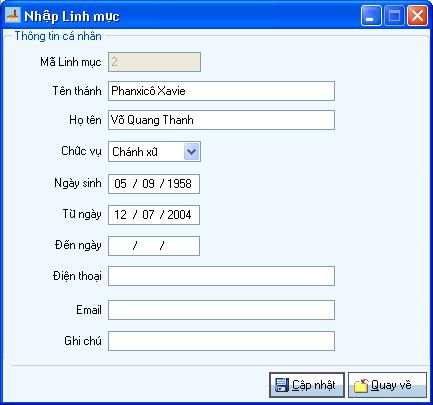 Nhập Linh mục
Thông tin cá nhân
Mã Linh mục 2
Tên thánh Phanxicô Xavie
Họ tên Võ Quang Thanh
Chức vụ Chánh xứ
Ngày sinh 05 / 09 / 1958
Từ ngày 12 / 07 / 2004
Đến ngày / /
Điện thoại
Email
Ghi chú
Cập nhật Quay về